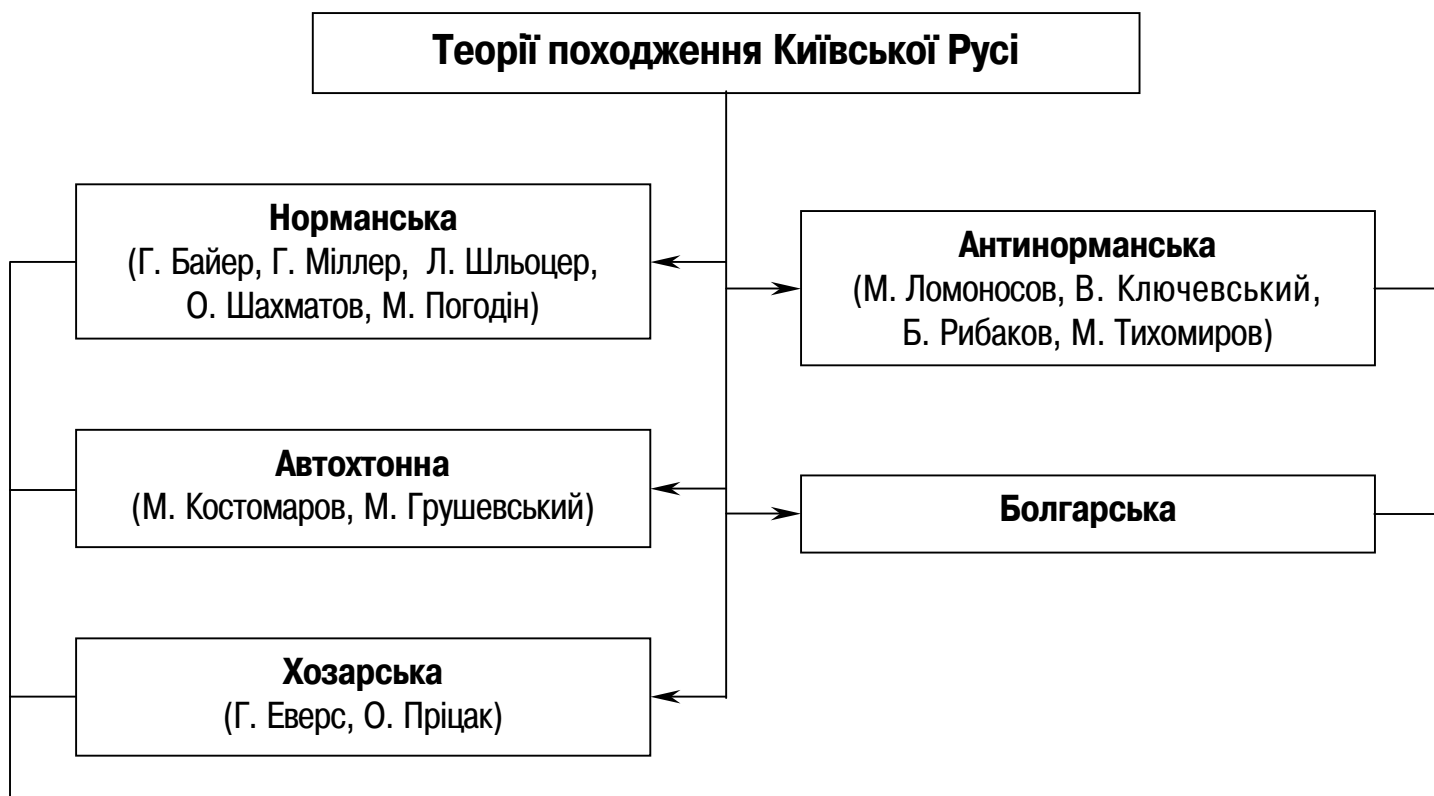 Теорії походження Київської Русі
Норманська
(Г. Байер, Г. Міллер, Л. Шльоцер,
О. Шахматов, М. Погодін)
Антинорманська
(М. Ломоносов, В. Ключевський,
Б. Рибаков, М. Тихомиров)
Автохтонна
(М. Костомаров, М. Грушевський)
Болгарська
Хозарська
(Г. Еверс, О. Пріцак)